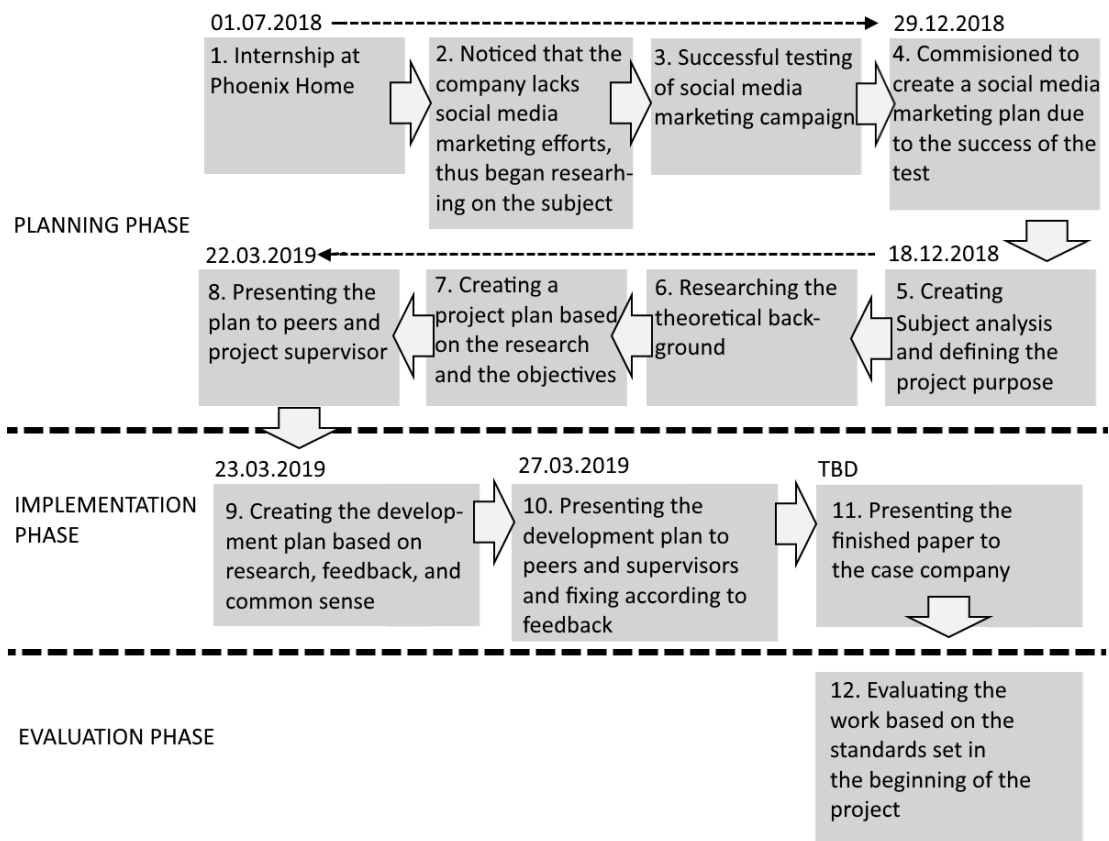 01.07.2018
29.12.2018
1. Internship at
Phoenix Home
2. Noticed that the
company lacks
social media
marketing efforts,
thus began researh-
ing on the subject
3. Successful testing
of social media
marketing campaign
4. Commisioned to
create a social media
marketing plan due
to the success of the
test
PLANNING PHASE
18.12.2018
22.03.2019
5. Creating
Subject analysis
and defining the
project purpose
6. Researching the
theoretical back-
ground
7. Creating a
project plan based
on the research
and the objectives
8. Presenting the
plan to peers and
project supervisor
IMPLEMENTATION
PHASE
23.03.2019
9. Creating the develop-
ment plan based on
research, feedback, and
common sense
27.03.2019
10. Presenting the
development plan to
peers and supervisors
and fixing according to
feedback
TBD
11. Presenting the
finished paper to
the case company
EVALUATION PHASE
12. Evaluating the
work based on the
standards set in
the beginning of the
project